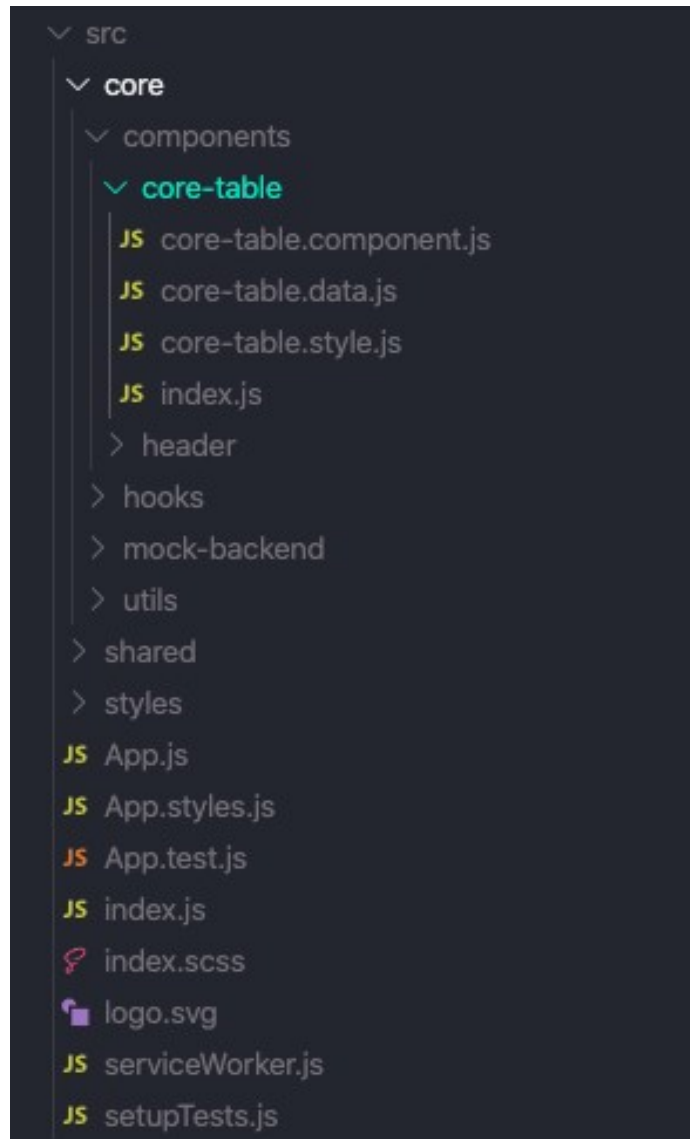 src
core
components
core-table
JS core-table.component.js
JS core-table.data.js
JS core-table.style.js
JS index.js
header
hooks
mock-backend
utils
shared
styles
JS App.js
JS App.styles.js
JS App.test.js
JS index.js
index.scss
logo.svg
JS serviceWorker.js
JS setupTests.js